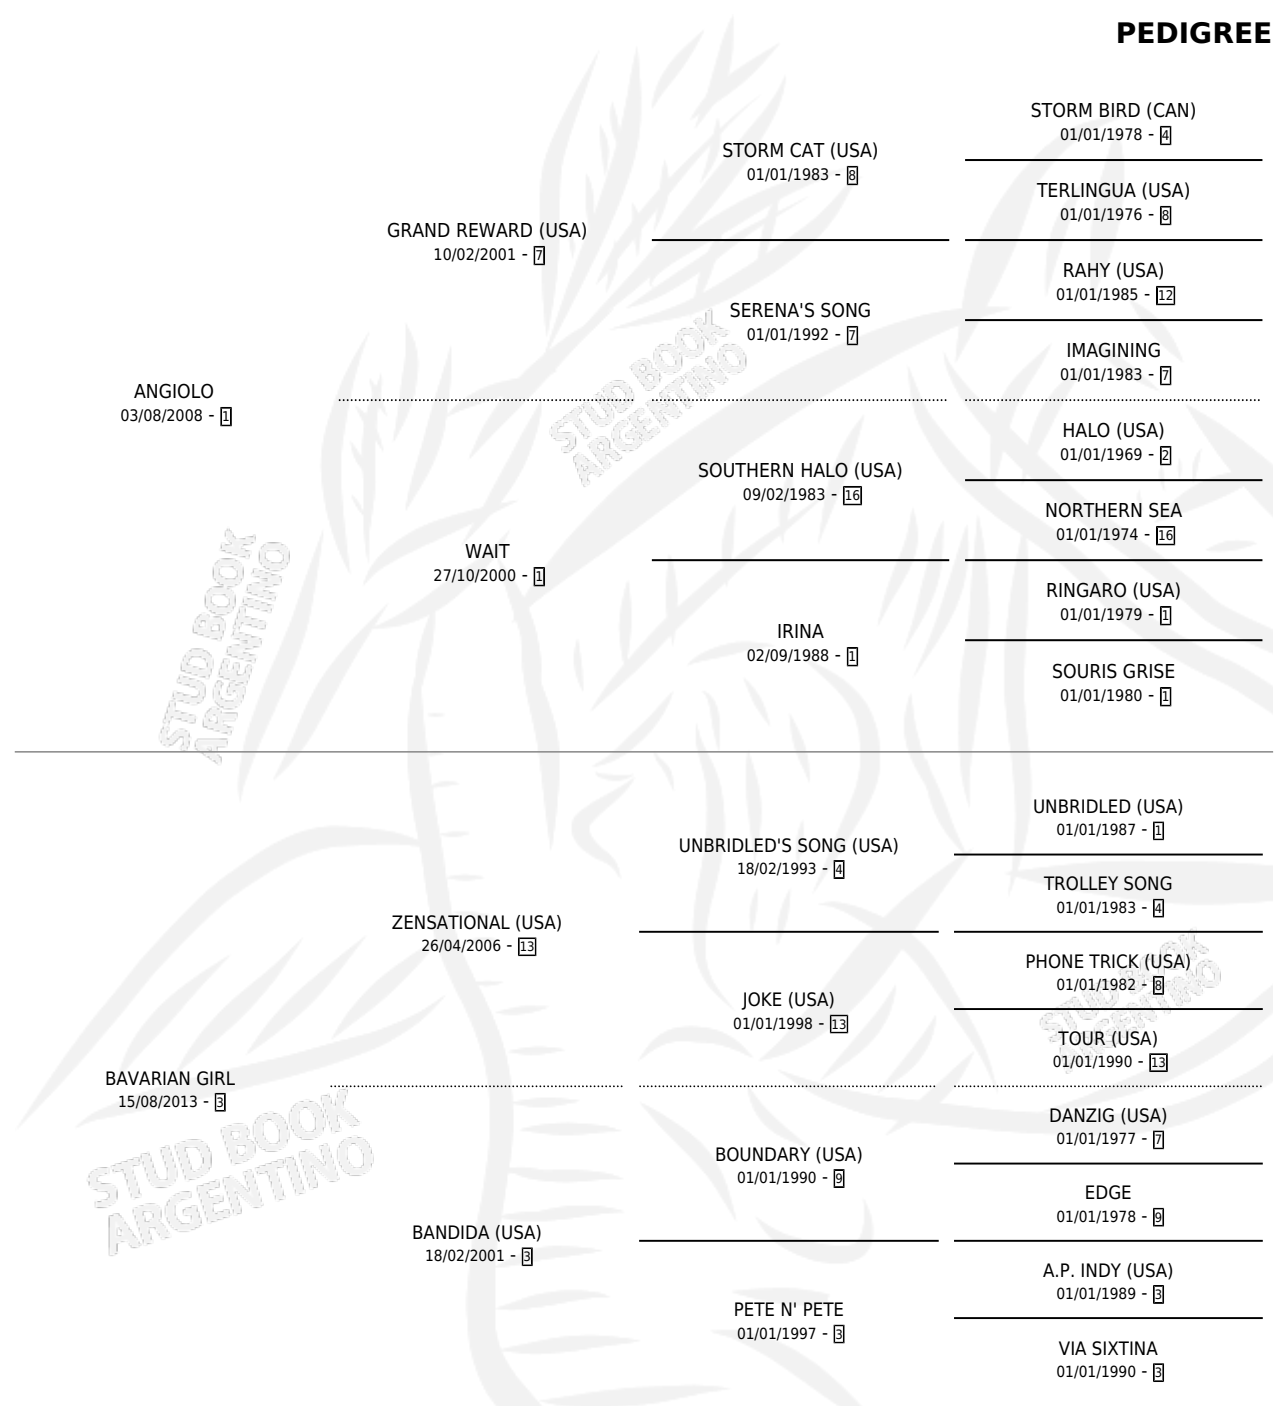 PEDIGREE
STORM BIRD (CAN)
01/01/1978 - 4
STORM CAT (USA)
01/01/1983 - 8
TERLINGUA (USA)
01/01/1976 - 8
GRAND REWARD (USA)
10/02/2001 - 7
RAHY (USA)
01/01/1985 - 12
SERENA'S SONG
01/01/1992 - 7
IMAGINING
01/01/1983 - 7
ANGIOLO
03/08/2008 - 1
HALO (USA)
01/01/1969 - 2
SOUTHERN HALO (USA)
09/02/1983 - 16
NORTHERN SEA
01/01/1974 - 16
WAIT
27/10/2000 - 1
RINGARO (USA)
01/01/1979 - 1
IRINA
02/09/1988 - 1
SOURIS GRISE
01/01/1980 - 1
UNBRIDLED (USA)
01/01/1987 - 1
UNBRIDLED'S SONG (USA)
18/02/1993 - 4
TROLLEY SONG
01/01/1983 - 4
ZENSATIONAL (USA)
26/04/2006 - 13
PHONE TRICK (USA)
01/01/1982 - 8
JOKE (USA)
01/01/1998 - 13
TOUR (USA)
01/01/1990 - 13
BAVARIAN GIRL
15/08/2013 - 3
DANZIG (USA)
01/01/1977 - 7
BOUNDARY (USA)
01/01/1990 - 9
EDGE
01/01/1978 - 9
BANDIDA (USA)
18/02/2001 - 3
A.P. INDY (USA)
01/01/1989 - 3
PETE N' PETE
01/01/1997 - 3
VIA SIXTINA
01/01/1990 - 3
STUD BOOK
ARGENTINO
STUD BOOK
ARGENTINO
STUD BOOK
ARGENTINO
STUD BOOK
ARGENTINO